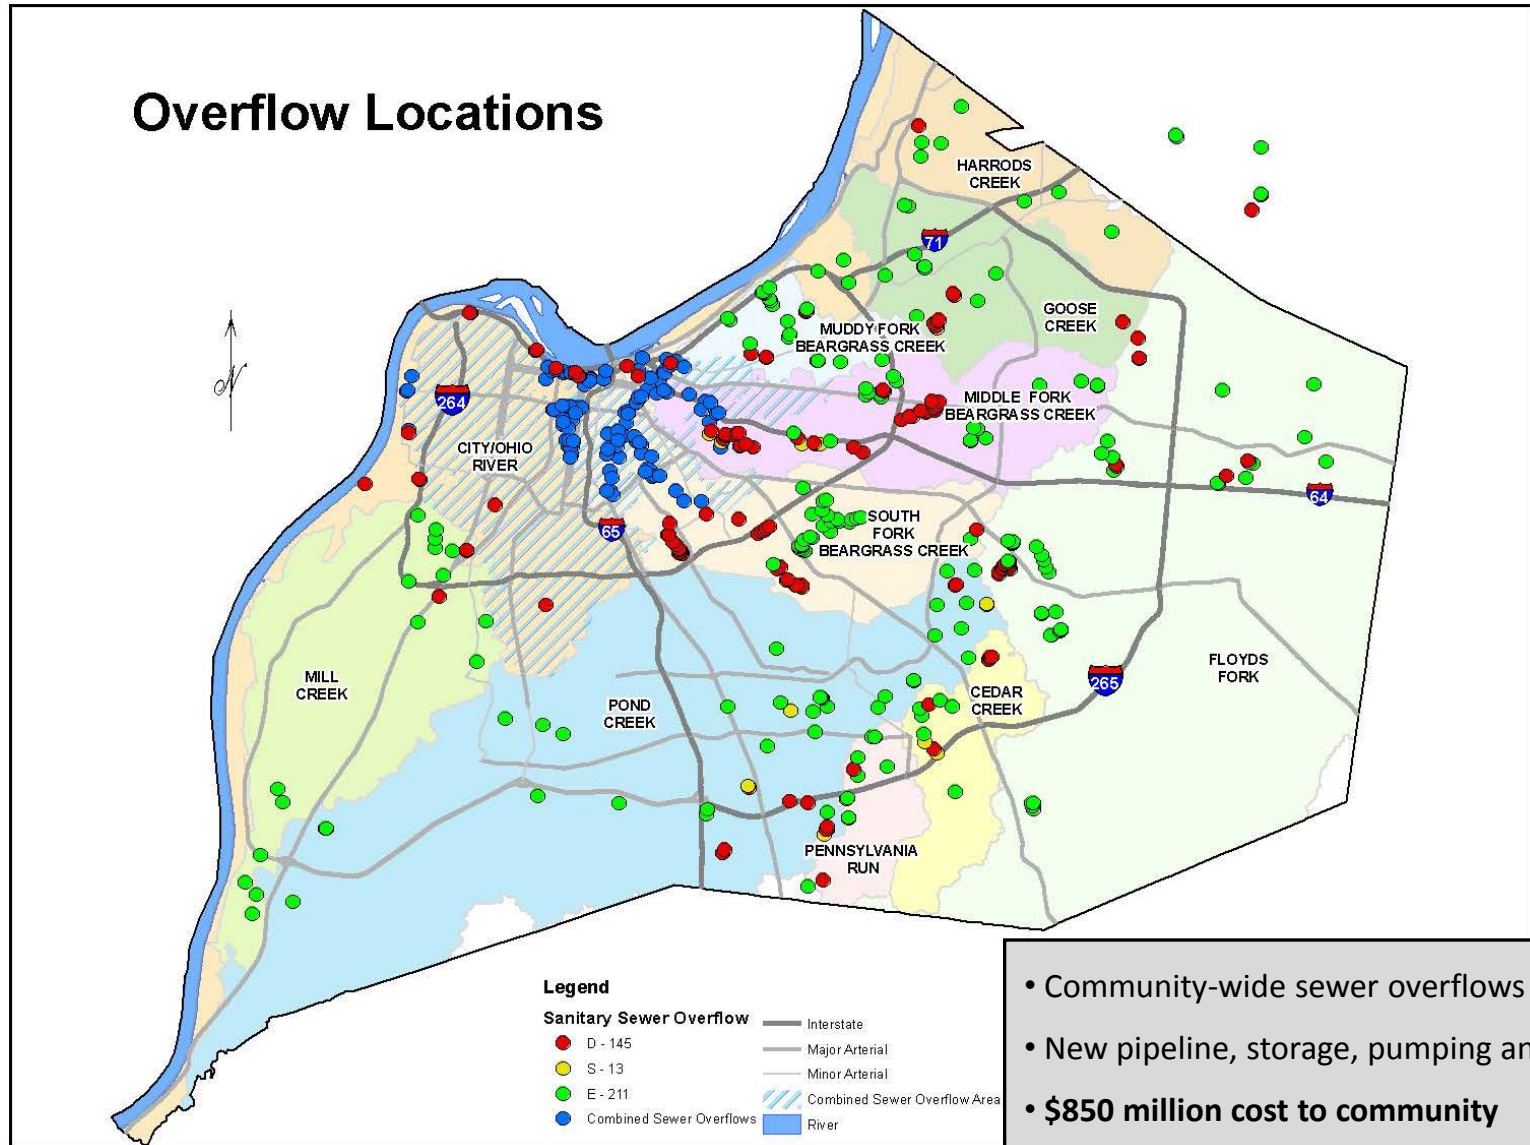 Overflow Locations
HARRODS
CREEK
71
GOOSE
CREEK
MUDDY FORK
BEARGRASS CREEK
MIDDLE FORK
BEARGRASS CREEK
264
CITY/OHIO
RIVER
N
64
65
SOUTH
FORK
BEARGRASS CREEK
MILL
CREEK
POND
CREEK
CEDAR
CREEK
265
FLOYDS
FORK
PENNSYLVANIA
RUN
Legend
Sanitary Sewer Overflow
D - 145
S - 13
E - 211
Combined Sewer Overflows
Interstate
Major Arterial
Minor Arterial
Combined Sewer Overflow Area
River
• Community-wide sewer overflows
• New pipeline, storage, pumping an
• $850 million cost to community